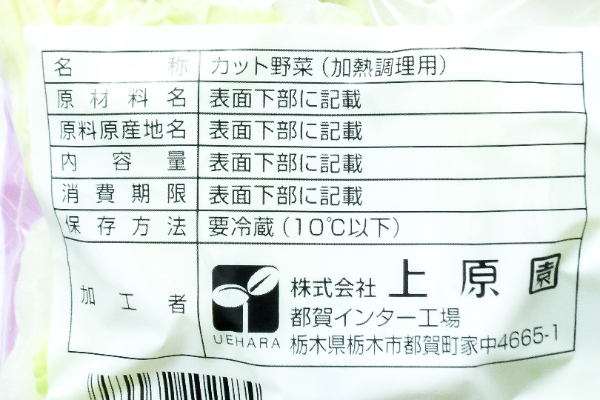 名称 カット野菜（加熱調理用）
原材料名 表面下部に記載
原料原産地名 表面下部に記載
内容量 表面下部に記載
消費期限 表面下部に記載
保存方法 要冷蔵（10℃以下）
加工者 株式会社 上原園
都賀インター工場
UEHARA 栃木県栃木市都賀町家中4665-1